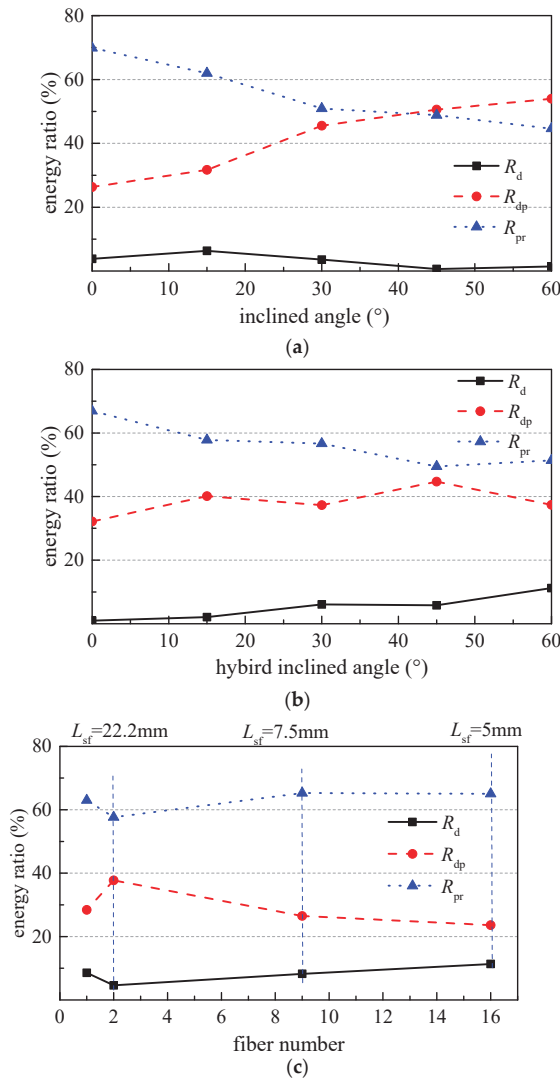 80
60
40
20
energy ratio (%)
R_d
R_dp
R_pr
0 10 20 30 40 50 60
inclined angle (°)
(a)
80
60
40
20
energy ratio (%)
R_d
R_dp
R_pr
0 10 20 30 40 50 60
hybird inclined angle (°)
(b)
L_sf=22.2mm L_sf=7.5mm L_sf=5mm
80
60
40
20
energy ratio (%)
R_d
R_dp
R_pr
0 2 4 6 8 10 12 14 16
fiber number
(c)